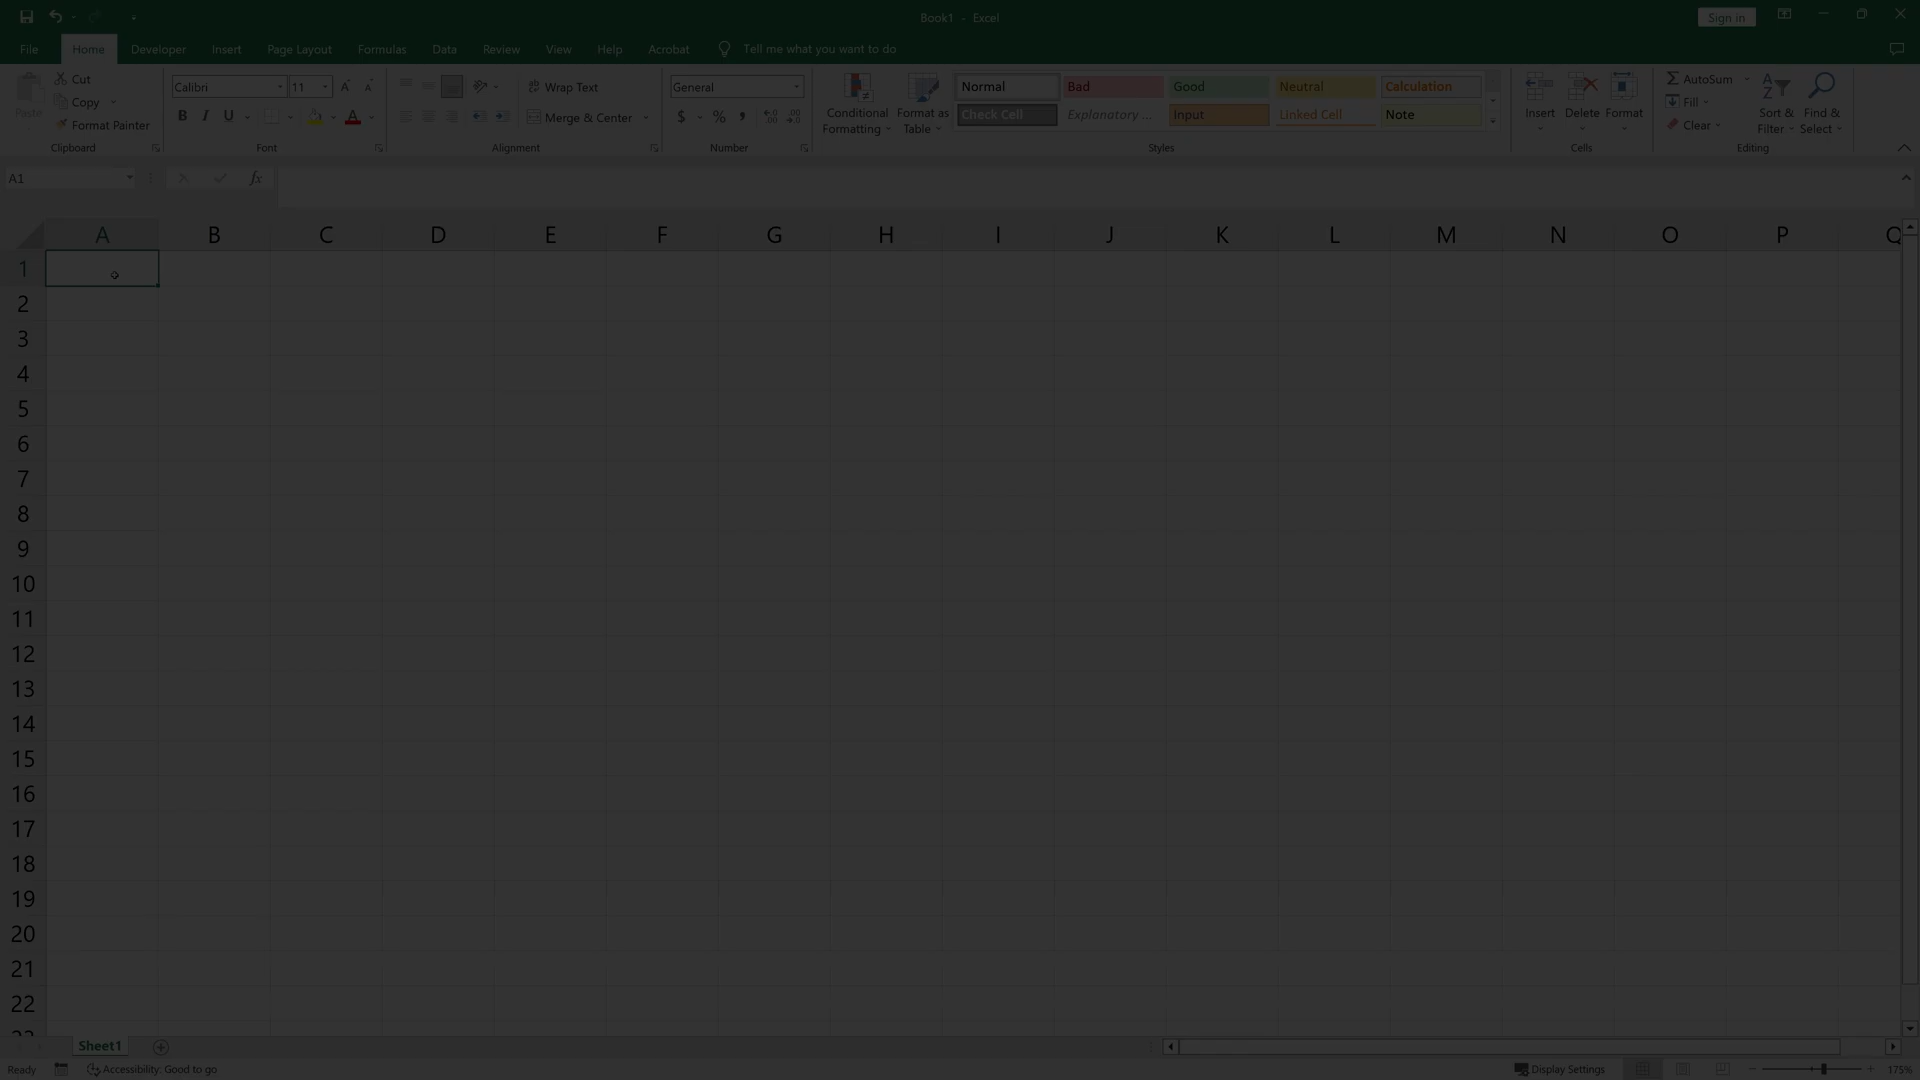 Book1 - Excel
Sign in
File Home Developer Insert Page Layout Formulas Data Review View Help Acrobat Tell me what you want to do
Paste
Cut
Copy
Format Painter
Clipboard
Calibri 11
B I U A
Font
Wrap Text
Merge & Center
Alignment
General
$ % ,
Number
Conditional
Formatting
Format as
Table
Normal Bad Good Neutral Calculation
Check Cell Explanatory ... Input Linked Cell Note
Styles
Insert Delete Format
Cells
AutoSum
Fill
Clear
Sort &
Filter
Find &
Select
Editing
A1 fx
A B C D E F G H I J K L M N O P Q
1
2
3
4
5
6
7
8
9
10
11
12
13
14
15
16
17
18
19
20
21
22
23
Sheet1
Ready Accessibility: Good to go Display Settings 175%